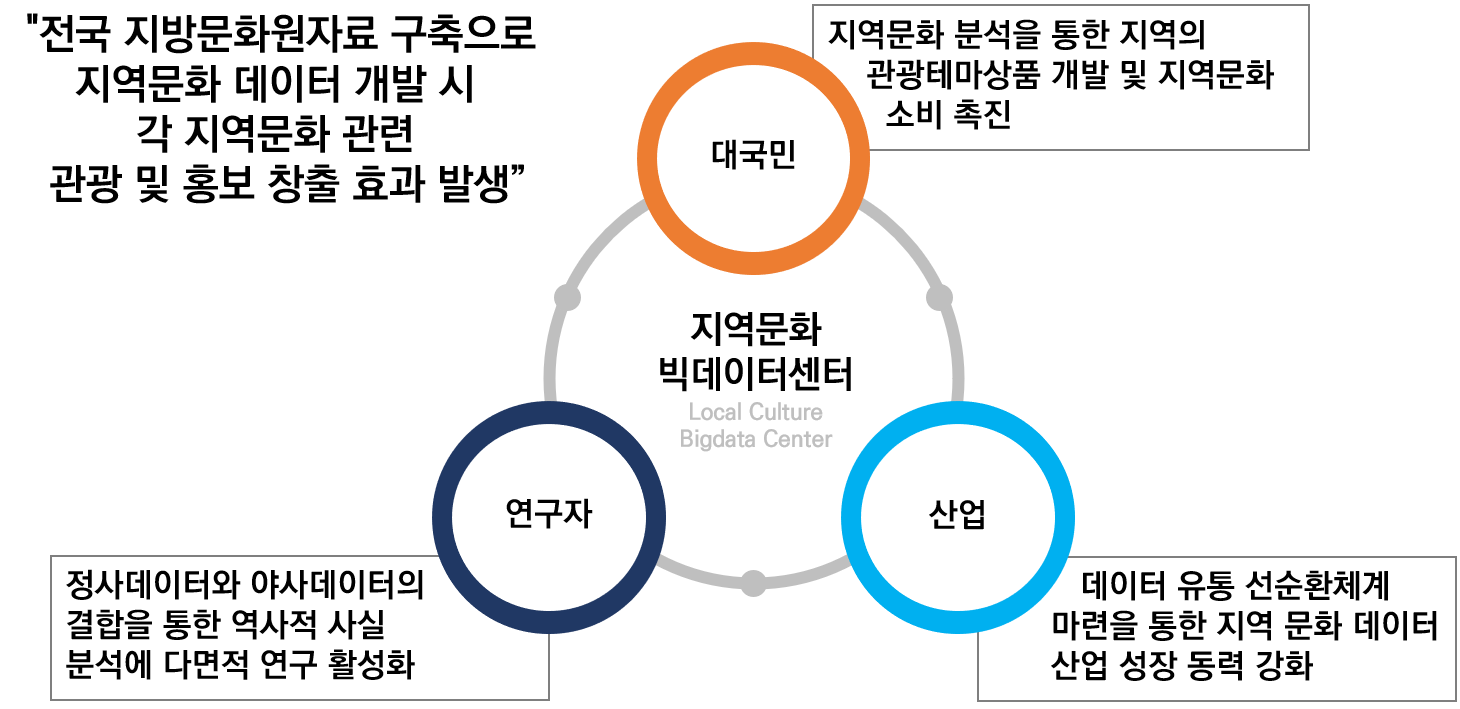 "전국 지방문화원자료 구축으로
지역문화 데이터 개발 시
각 지역문화 관련
관광 및 홍보 창출 효과 발생”
지역문화 분석을 통한 지역의
관광테마상품 개발 및 지역문화
소비 촉진
대국민
지역문화
빅데이터센터
Local Culture
Bigdata Center
연구자
산업
정사데이터와 야사데이터의
결합을 통한 역사적 사실
분석에 다면적 연구 활성화
데이터 유통 선순환체계
마련을 통한 지역 문화 데이터
산업 성장 동력 강화